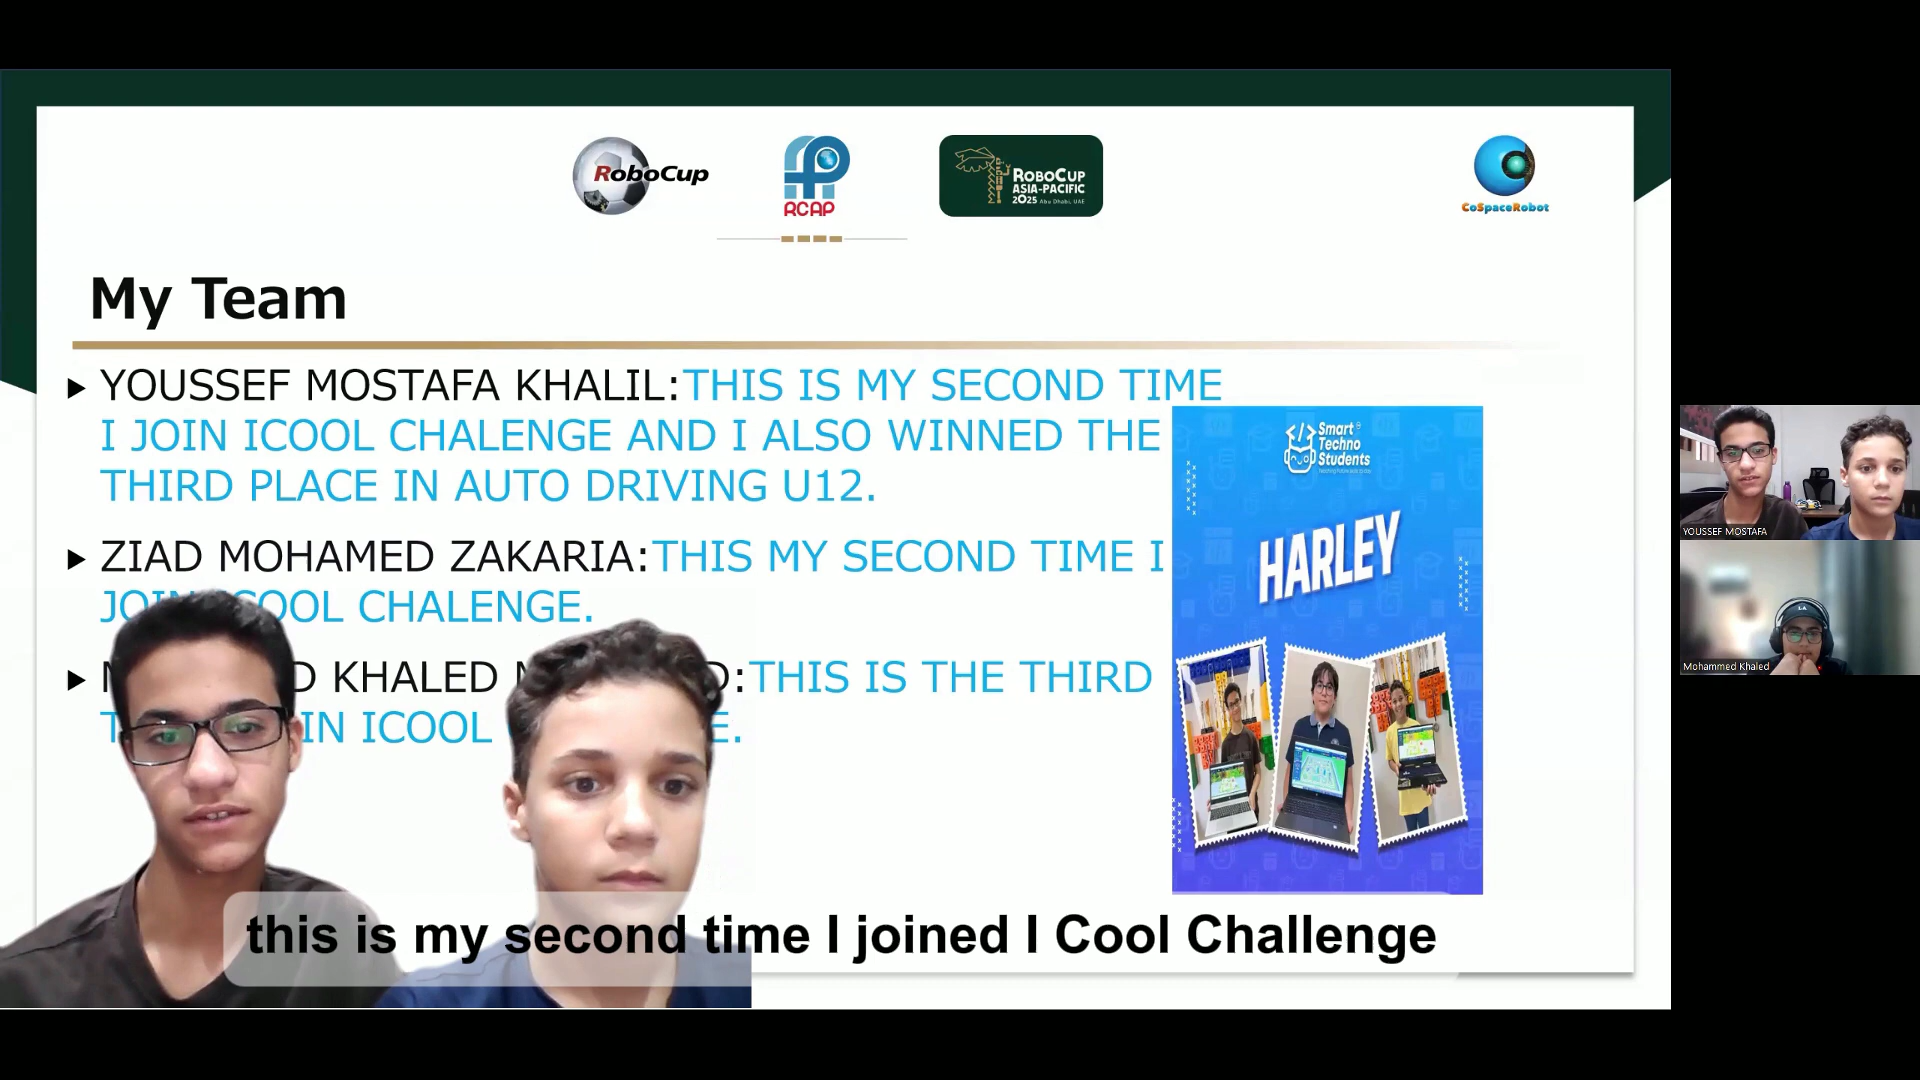 RoboCup
RCAP
RoboCup
ASIA-PACIFIC
2025 Abu Dhabi, UAE
CoSpaceRobot
My Team
YOUSSEF MOSTAFA KHALIL:THIS IS MY SECOND TIME
I JOIN ICOOL CHALENGE AND I ALSO WINNED THE
THIRD PLACE IN AUTO DRIVING U12.
ZIAD MOHAMED ZAKARIA:THIS MY SECOND TIME I
JOIN ICOOL CHALENGE.
KHALED THIS IS THE THIRD
IN ICOOL
Smart
Techno
Students
HARLEY
this is my second time I joined I Cool Challenge
YOUSSEF MOSTAFA
LA
Mohammed Khaled